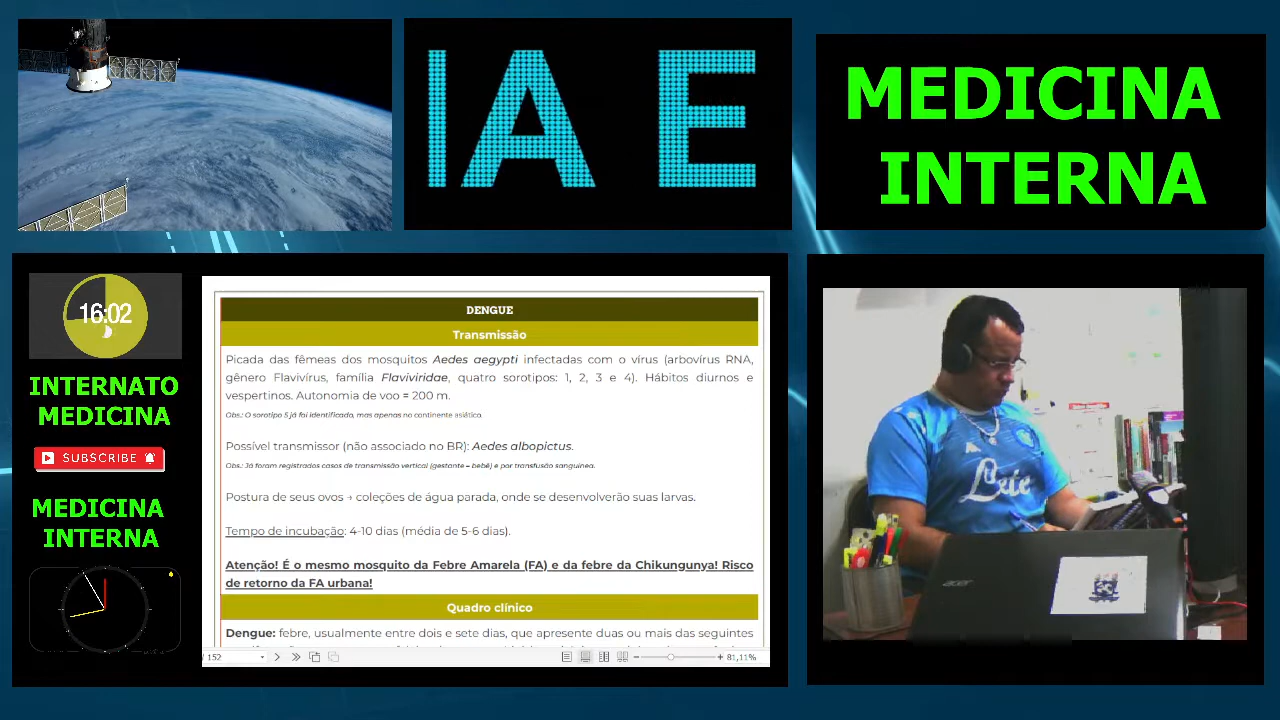 IA E
MEDICINA
INTERNA
16:02
INTERNATO
MEDICINA
SUBSCRIBE
MEDICINA
INTERNA
DENGUE
Transmissão
Picada das fêmeas dos mosquitos Aedes aegypti infectadas com o vírus (arbovírus RNA,
gênero Flavivírus, família Flaviviridae, quatro sorotipos: 1, 2, 3 e 4). Hábitos diurnos e
vespertinos. Autonomia de voo = 200 m.
Obs.: O sorotipo 5 já foi identificado, mas apenas no continente asiático.
Possível transmissor (não associado no BR): Aedes albopictus.
Obs.: Já foram registrados casos de transmissão vertical (gestante – bebê) e por transfusão sanguínea.
Postura de seus ovos → coleções de água parada, onde se desenvolverão suas larvas.
Tempo de incubação: 4-10 dias (média de 5-6 dias).
Atenção! É o mesmo mosquito da Febre Amarela (FA) e da febre da Chikungunya! Risco
de retorno da FA urbana!
Quadro clínico
Dengue: febre, usualmente entre dois e sete dias, que apresente duas ou mais das seguintes
/ 152
81,11%
acer